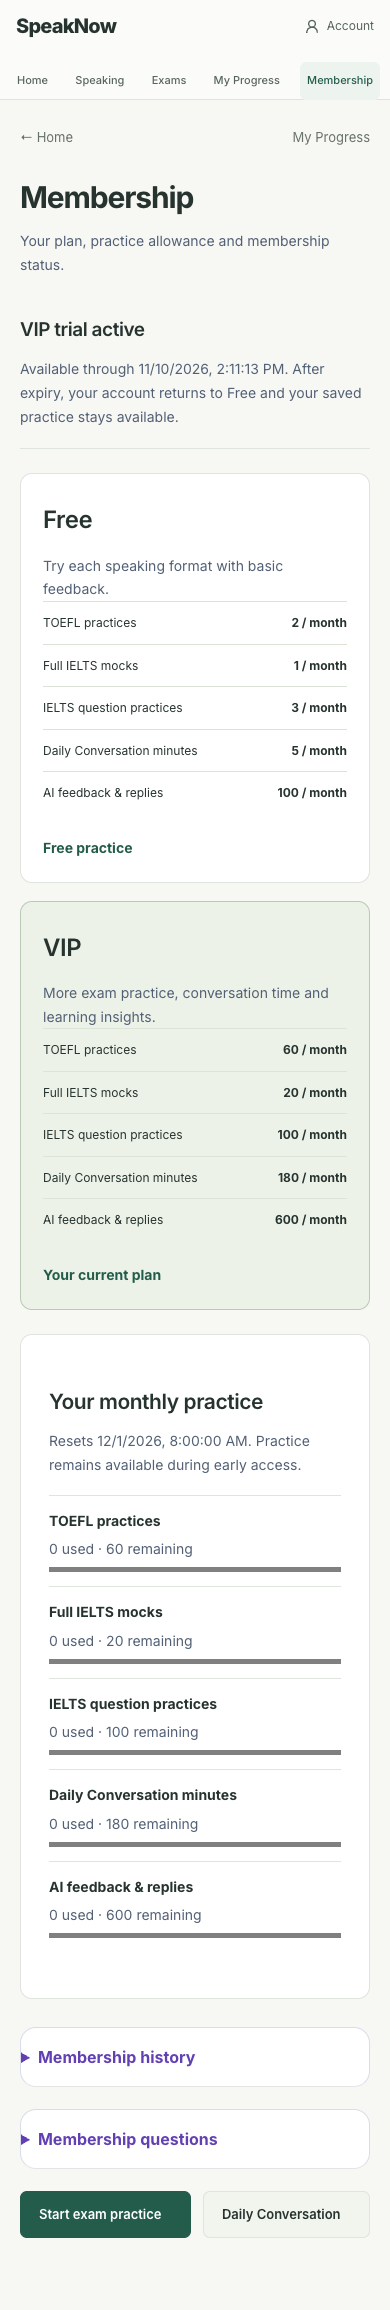 SpeakNow
Account
Home
Speaking
Exams
My Progress
Membership
← Home
My Progress
Membership
Your plan, practice allowance and membership
status.
VIP trial active
Available through 11/10/2026, 2:11:13 PM. After
expiry, your account returns to Free and your saved
practice stays available.
Free
Try each speaking format with basic
feedback.
TOEFL practices 2 / month
Full IELTS mocks 1 / month
IELTS question practices 3 / month
Daily Conversation minutes 5 / month
AI feedback & replies 100 / month
Free practice
VIP
More exam practice, conversation time and
learning insights.
TOEFL practices 60 / month
Full IELTS mocks 20 / month
IELTS question practices 100 / month
Daily Conversation minutes 180 / month
AI feedback & replies 600 / month
Your current plan
Your monthly practice
Resets 12/1/2026, 8:00:00 AM. Practice
remains available during early access.
TOEFL practices
0 used · 60 remaining
Full IELTS mocks
0 used · 20 remaining
IELTS question practices
0 used · 100 remaining
Daily Conversation minutes
0 used · 180 remaining
AI feedback & replies
0 used · 600 remaining
Membership history
Membership questions
Start exam practice
Daily Conversation